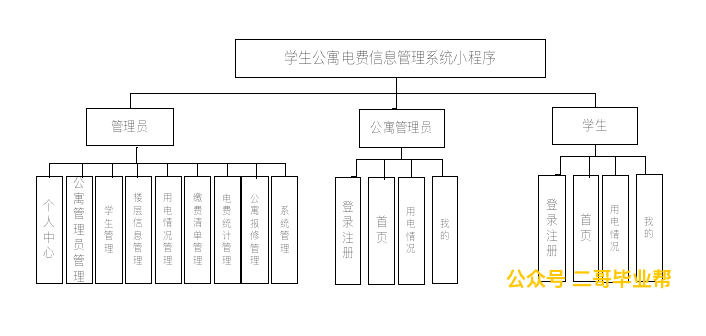 学生公寓电费信息管理系统小程序
管理员
公寓管理员
学生
个人中心
公寓管理员管理
学生管理
楼层信息管理
用电情况管理
缴费清单管理
电费统计管理
公寓报修管理
系统管理
登录注册
首页
用电情况
我的
登录注册
首页
用电情况
我的
公众号 二哥毕业帮